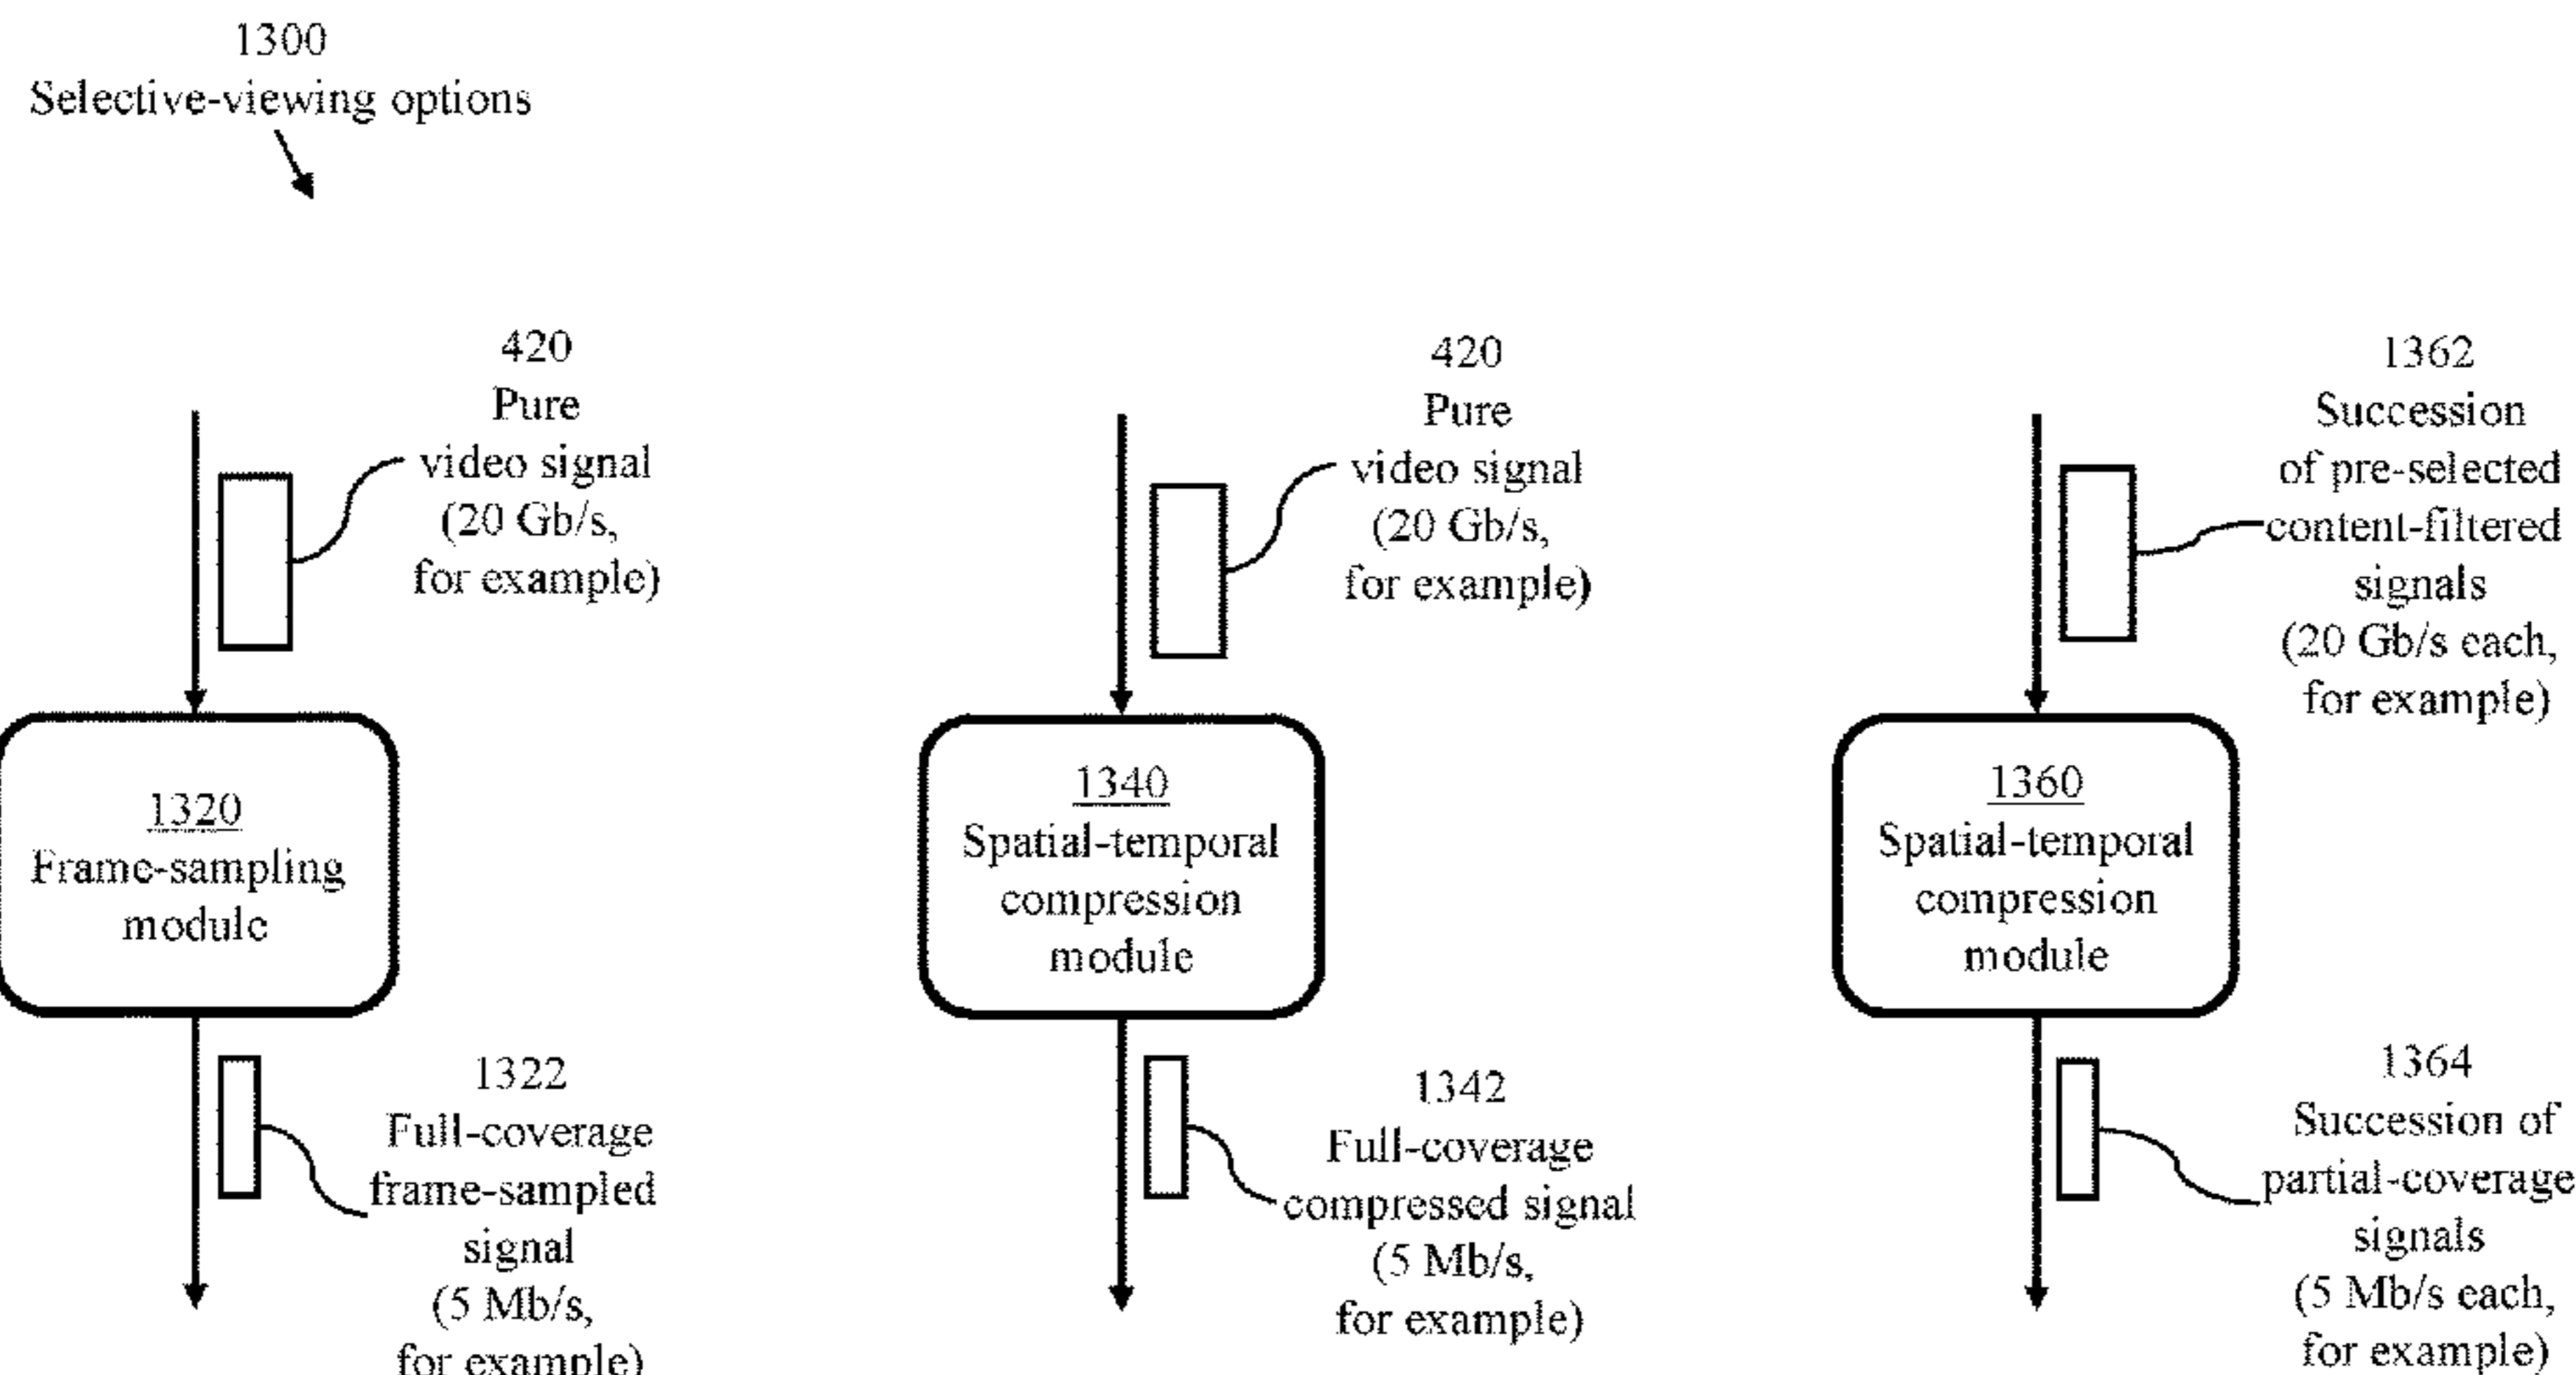 1300
Selective-viewing options
420
Pure
video signal
(20 Gb/s,
for example)
1320
Frame-sampling
module
1322
Full-coverage
frame-sampled
signal
(5 Mb/s,
for example)
420
Pure
video signal
(20 Gb/s,
for example)
1340
Spatial-temporal
compression
module
1342
Full-coverage
compressed signal
(5 Mb/s,
for example)
1362
Succession
of pre-selected
content-filtered
signals
(20 Gb/s each,
for example)
1360
Spatial-temporal
compression
module
1364
Succession of
partial-coverage
signals
(5 Mb/s each,
for example)